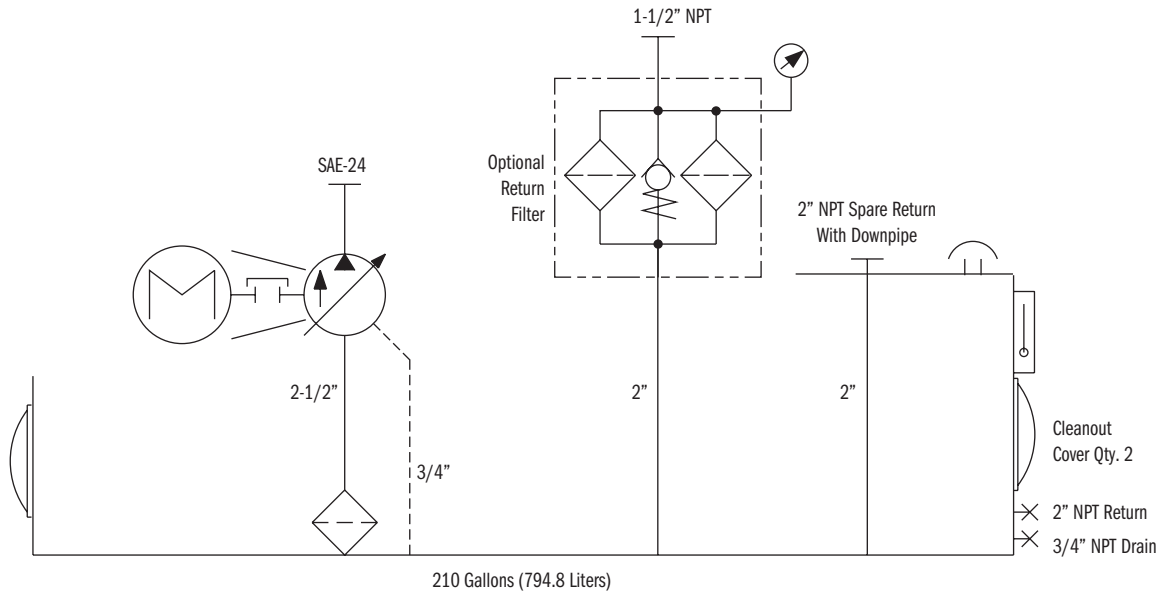 1-1/2” NPT
SAE-24
Optional
Return
Filter
2” NPT Spare Return
With Downpipe
M
2-1/2”
2”
2”
3/4”
Cleanout
Cover Qty. 2
2” NPT Return
3/4” NPT Drain
210 Gallons (794.8 Liters)